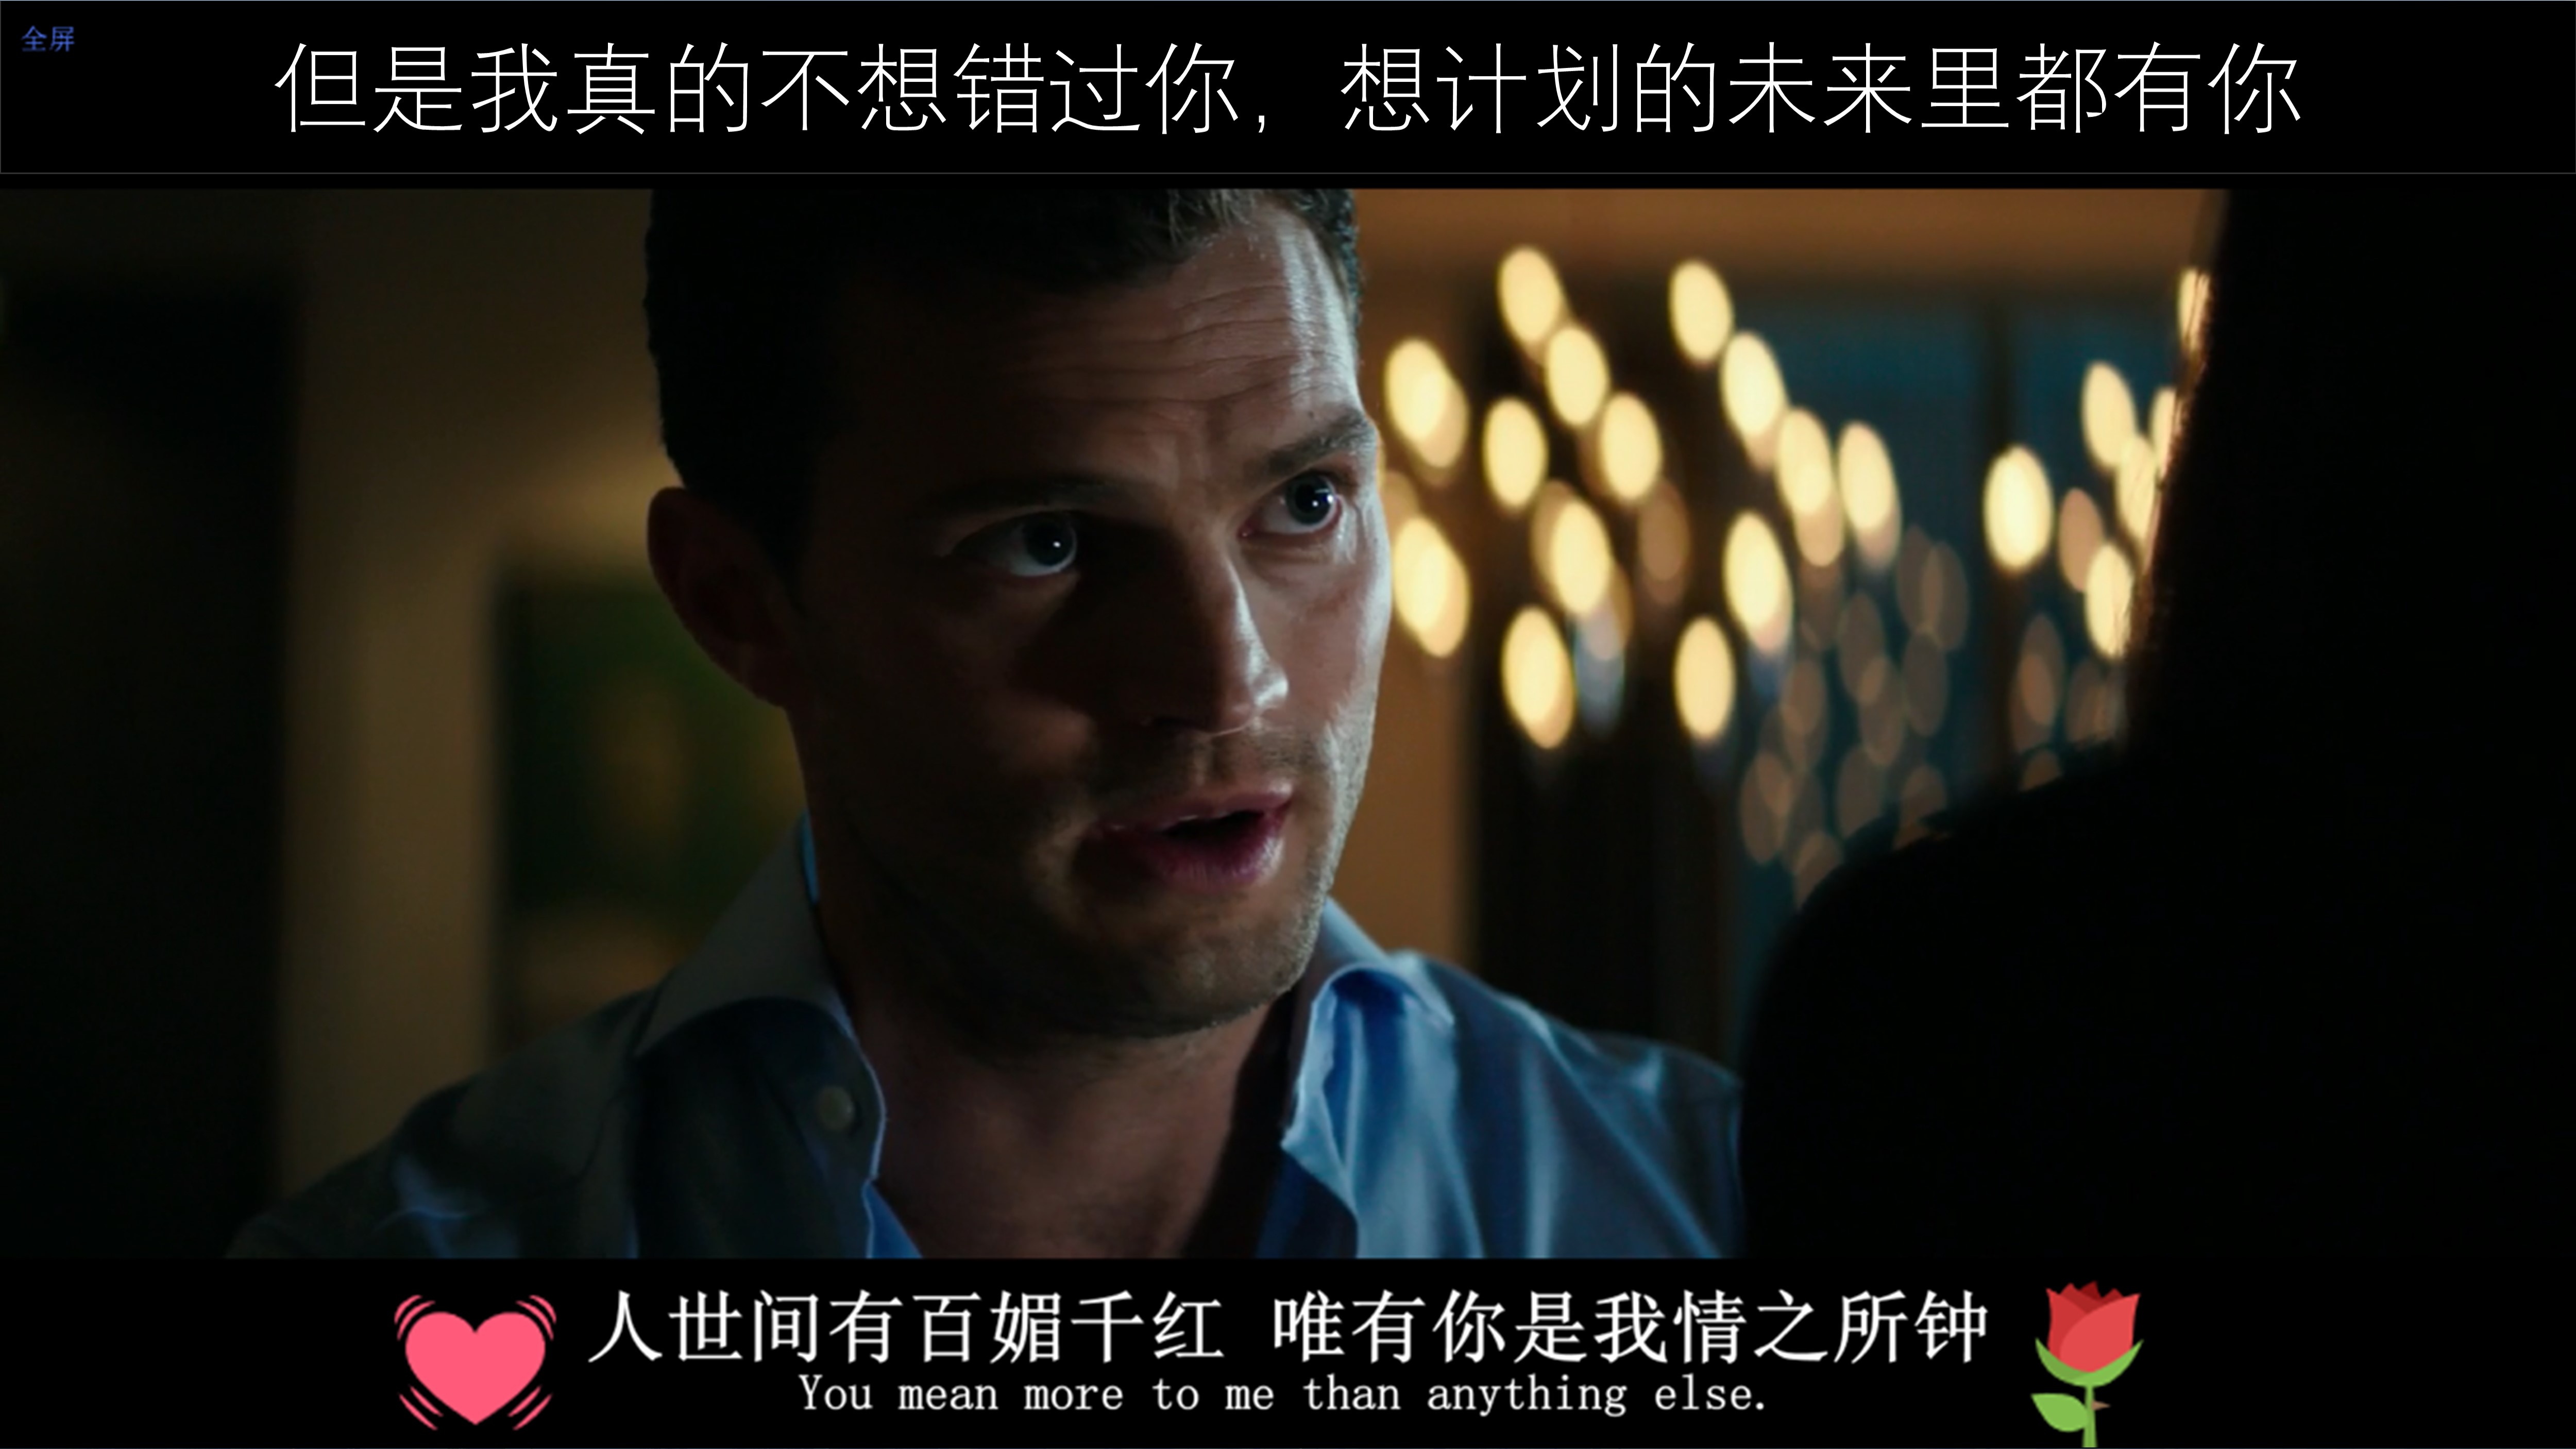 全屏
但是我真的不想错过你，想计划的未来里都有你
人世间有百媚千红 唯有你是我情之所钟
You mean more to me than anything else.